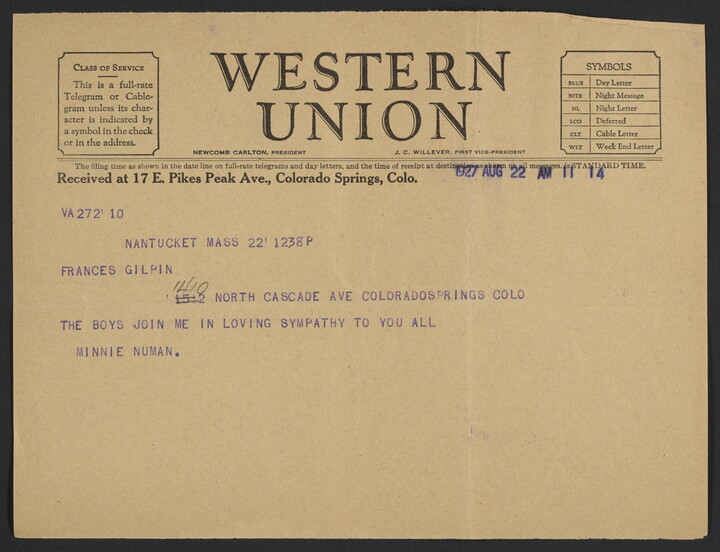 WESTERN
UNION
CLASS OF SERVICE
This is a full-rate
Telegram or Cable-
gram unless its char-
acter is indicated by
a symbol in the check
or in the address.
NEWCOMB CARLTON, PRESIDENT
J. C. WILLEVER, FIRST VICE-PRESIDENT
SYMBOLS
BLUE Day Letter
NITE Night Message
NL Night Letter
LCO Deferred
CLT Cable Letter
WLT Week End Letter
The filing time as shown in the date line on full-rate telegrams and day letters, and the time of receipt at destination as shown on all messages, is STANDARD TIME.
Received at 17 E. Pikes Peak Ave., Colorado Springs, Colo.
1927 AUG 22 AM 11 14
VA272' 10
NANTUCKET MASS 22' 1238P
FRANCES GILPIN
1410
' 1512 NORTH CASCADE AVE COLORADOSPRINGS COLO
THE BOYS JOIN ME IN LOVING SYMPATHY TO YOU ALL
MINNIE NUMAN.